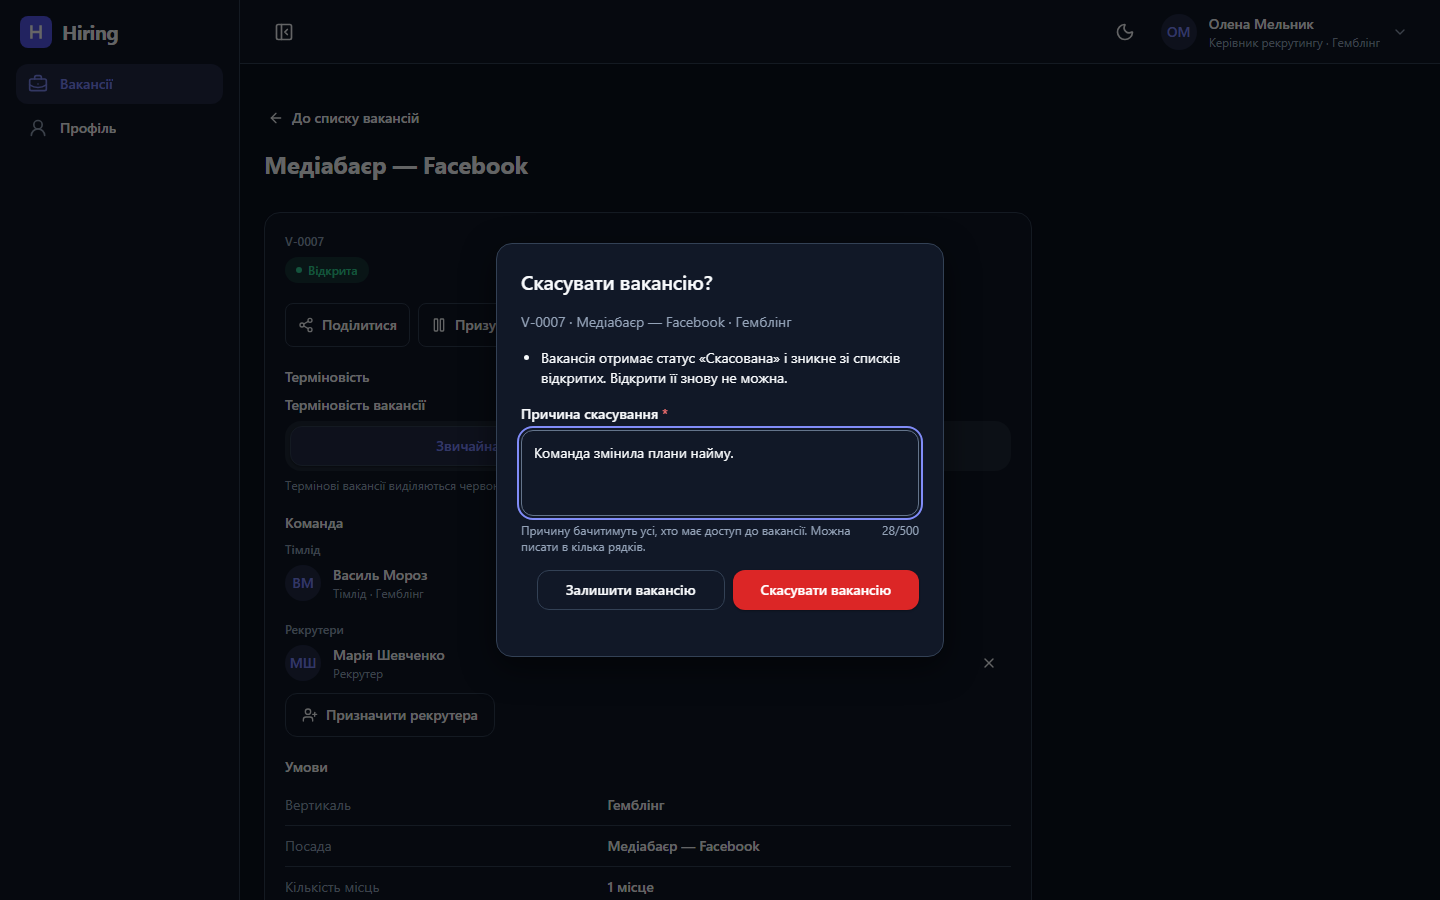 H Hiring
Вакансії
Профіль
ОМ
Олена Мельник
Керівник рекрутингу · Гемблінг
До списку вакансій
Медіабаєр — Facebook
V-0007
Відкрита
Поділитися
Призу
Терміновість
Терміновість вакансії
Звичайна
Термінові вакансії виділяються червон
Команда
Тімлід
ВМ
Василь Мороз
Тімлід · Гемблінг
Рекрутери
МШ
Марія Шевченко
Рекрутер
Призначити рекрутера
Умови
Вертикаль Гемблінг
Посада Медіабаєр — Facebook
Кількість місць 1 місце
Скасувати вакансію?
V-0007 · Медіабаєр — Facebook · Гемблінг
• Вакансія отримає статус «Скасована» і зникне зі списків
відкритих. Відкрити її знову не можна.
Причина скасування *
Команда змінила плани найму.
Причину бачитимуть усі, хто має доступ до вакансії. Можна 28/500
писати в кілька рядків.
Залишити вакансію
Скасувати вакансію